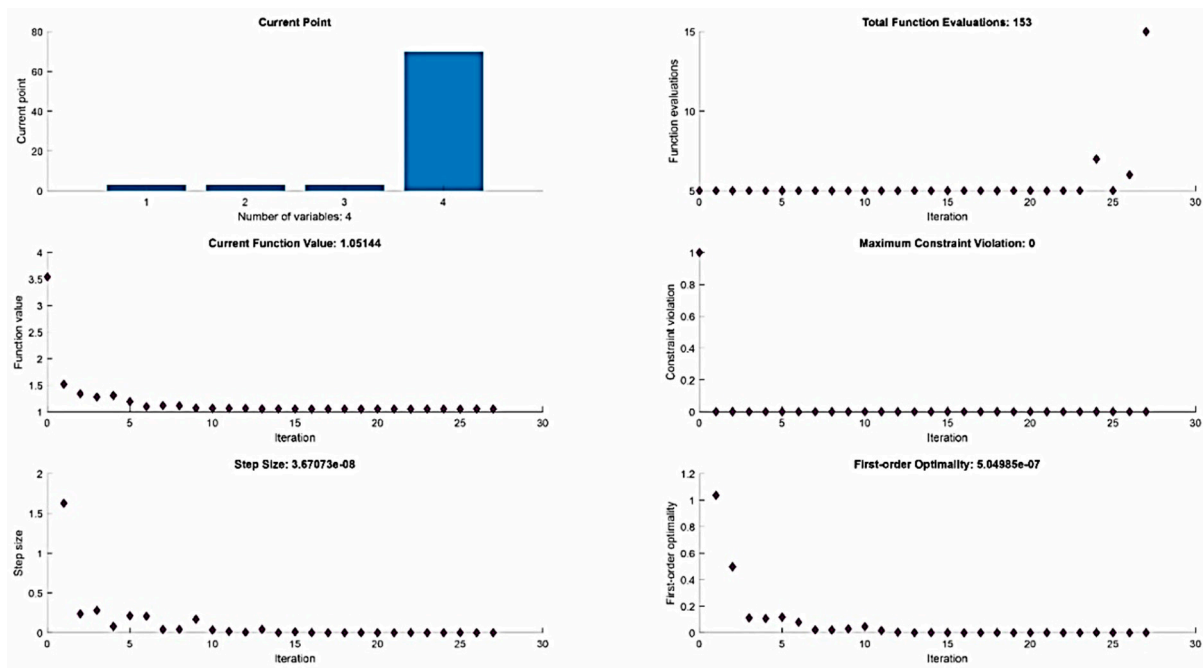 Current Point
80
60
40
20
0
Current point
1 2 3 4
Number of variables: 4
Total Function Evaluations: 153
15
10
5
Function evaluations
0 5 10 15 20 25 30
Iteration
Current Function Value: 1.05144
4
3.5
3
2.5
2
1.5
1
Function value
0 5 10 15 20 25 30
Iteration
Maximum Constraint Violation: 0
1
0.8
0.6
0.4
0.2
0
Constraint violation
0 5 10 15 20 25 30
Iteration
Step Size: 3.67073e-08
2
1.5
1
0.5
0
Step size
0 5 10 15 20 25 30
Iteration
First-order Optimality: 5.04985e-07
1.2
1
0.8
0.6
0.4
0.2
0
First-order optimality
0 5 10 15 20 25 30
Iteration